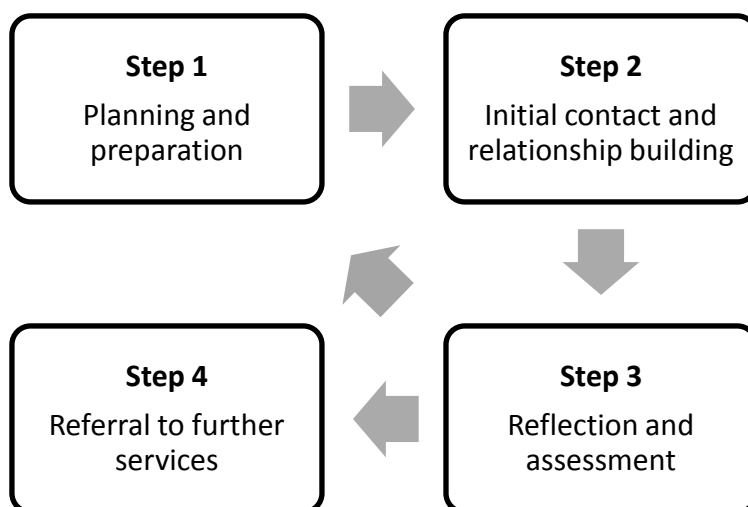 Step 1
Planning and
preparation
Step 2
Initial contact and
relationship building
Step 3
Reflection and
assessment
Step 4
Referral to further
services